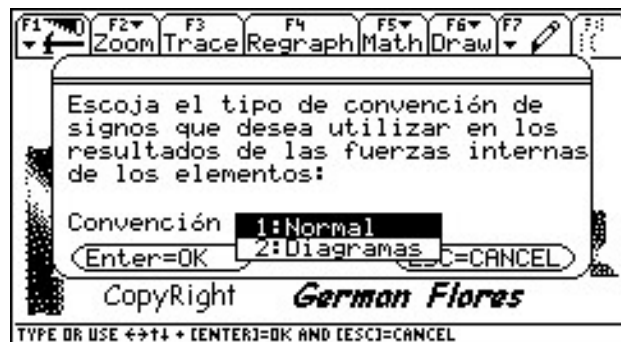 F1 F2 F3 F4 F5 F6 F7
Zoom Trace Regraph Math Draw
Escoja el tipo de convención de
signos que desea utilizar en los
resultados de las fuerzas internas
de los elementos:
Convención 1:Normal
2:Diagramas
Enter=OK =CANCEL
CopyRight German Flores
TYPE OR USE ←→↑↓ + [ENTER]=OK AND [ESC]=CANCEL